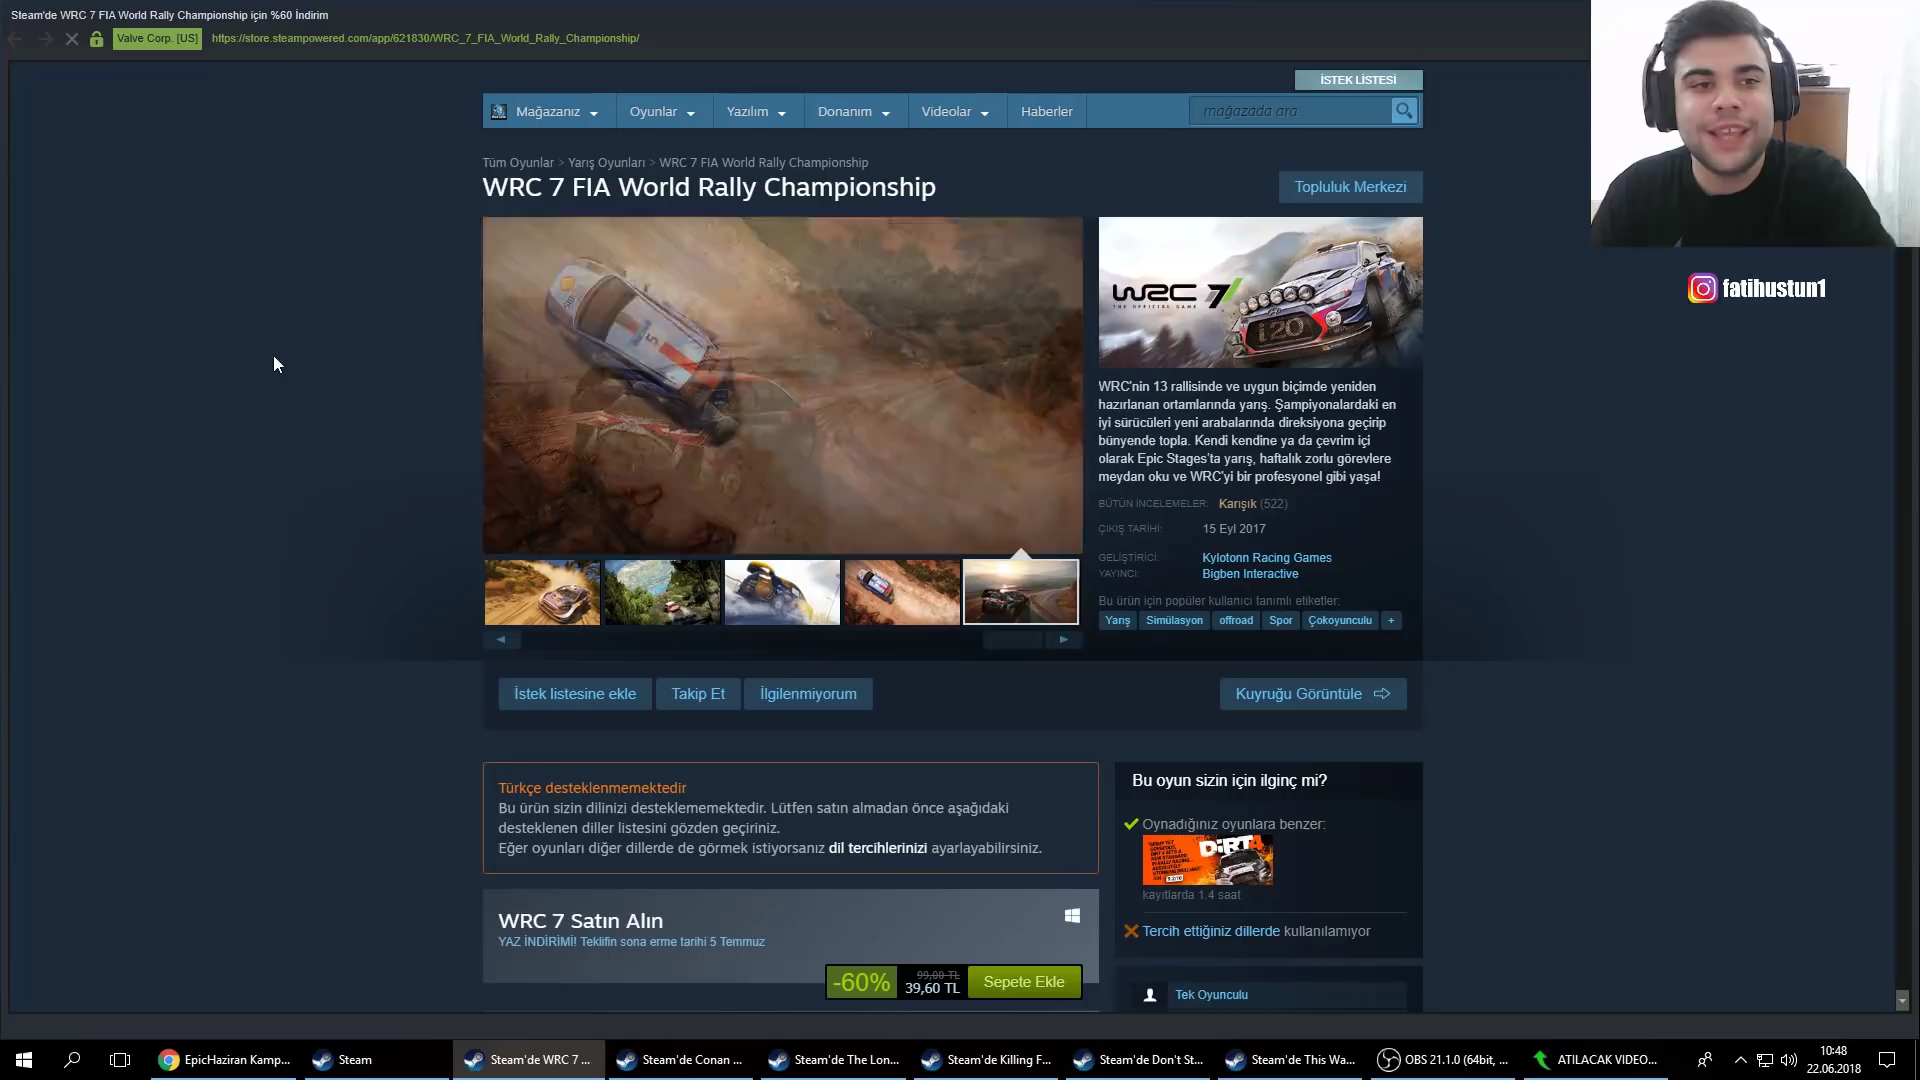 Steam'de WRC 7 FIA World Rally Championship için %60 İndirim
Valve Corp. [US]
https://store.steampowered.com/app/621830/WRC_7_FIA_World_Rally_Championship/
İSTEK LİSTESİ
Mağazanız
Oyunlar
Yazılım
Donanım
Videolar
Haberler
mağazada ara
Tüm Oyunlar > Yarış Oyunları > WRC 7 FIA World Rally Championship
WRC 7 FIA World Rally Championship
Topluluk Merkezi
WRC 7
THE OFFICIAL GAME
i20
fatihustun1
WRC'nin 13 rallisinde ve uygun biçimde yeniden
hazırlanan ortamlarında yarış. Şampiyonalardaki en
iyi sürücüleri yeni arabalarında direksiyona geçirip
bünyende topla. Kendi kendine ya da çevrim içi
olarak Epic Stages'ta yarış, haftalık zorlu görevlere
meydan oku ve WRC'yi bir profesyonel gibi yaşa!
BÜTÜN İNCELEMELER: Karışık (522)
ÇIKIŞ TARİHİ: 15 Eyl 2017
GELİŞTİRİCİ: Kylotonn Racing Games
YAYINCI: Bigben Interactive
Bu ürün için popüler kullanıcı tanımlı etiketler:
Yarış Simülasyon offroad Spor Çokoyunculu +
İstek listesine ekle
Takip Et
İlgilenmiyorum
Kuyruğu Görüntüle
Türkçe desteklenmemektedir
Bu ürün sizin dilinizi desteklememektedir. Lütfen satın almadan önce aşağıdaki
desteklenen diller listesini gözden geçiriniz.
Eğer oyunları diğer dillerde de görmek istiyorsanız dil tercihlerinizi ayarlayabilirsiniz.
Bu oyun sizin için ilginç mi?
Oynadığınız oyunlara benzer:
DiRT 4
kayıtlarda 1.4 saat
Tercih ettiğiniz dillerde kullanılamıyor
WRC 7 Satın Alın
YAZ İNDİRİMİ! Teklifin sona erme tarihi 5 Temmuz
-60%
99,00 TL
39,60 TL
Sepete Ekle
Tek Oyunculu
EpicHaziran Kamp...
Steam
Steam'de WRC 7 ...
Steam'de Conan ...
Steam'de The Lon...
Steam'de Killing F...
Steam'de Don't St...
Steam'de This Wa...
OBS 21.1.0 (64bit, ...
ATILACAK VIDEO...
10:48
22.06.2018